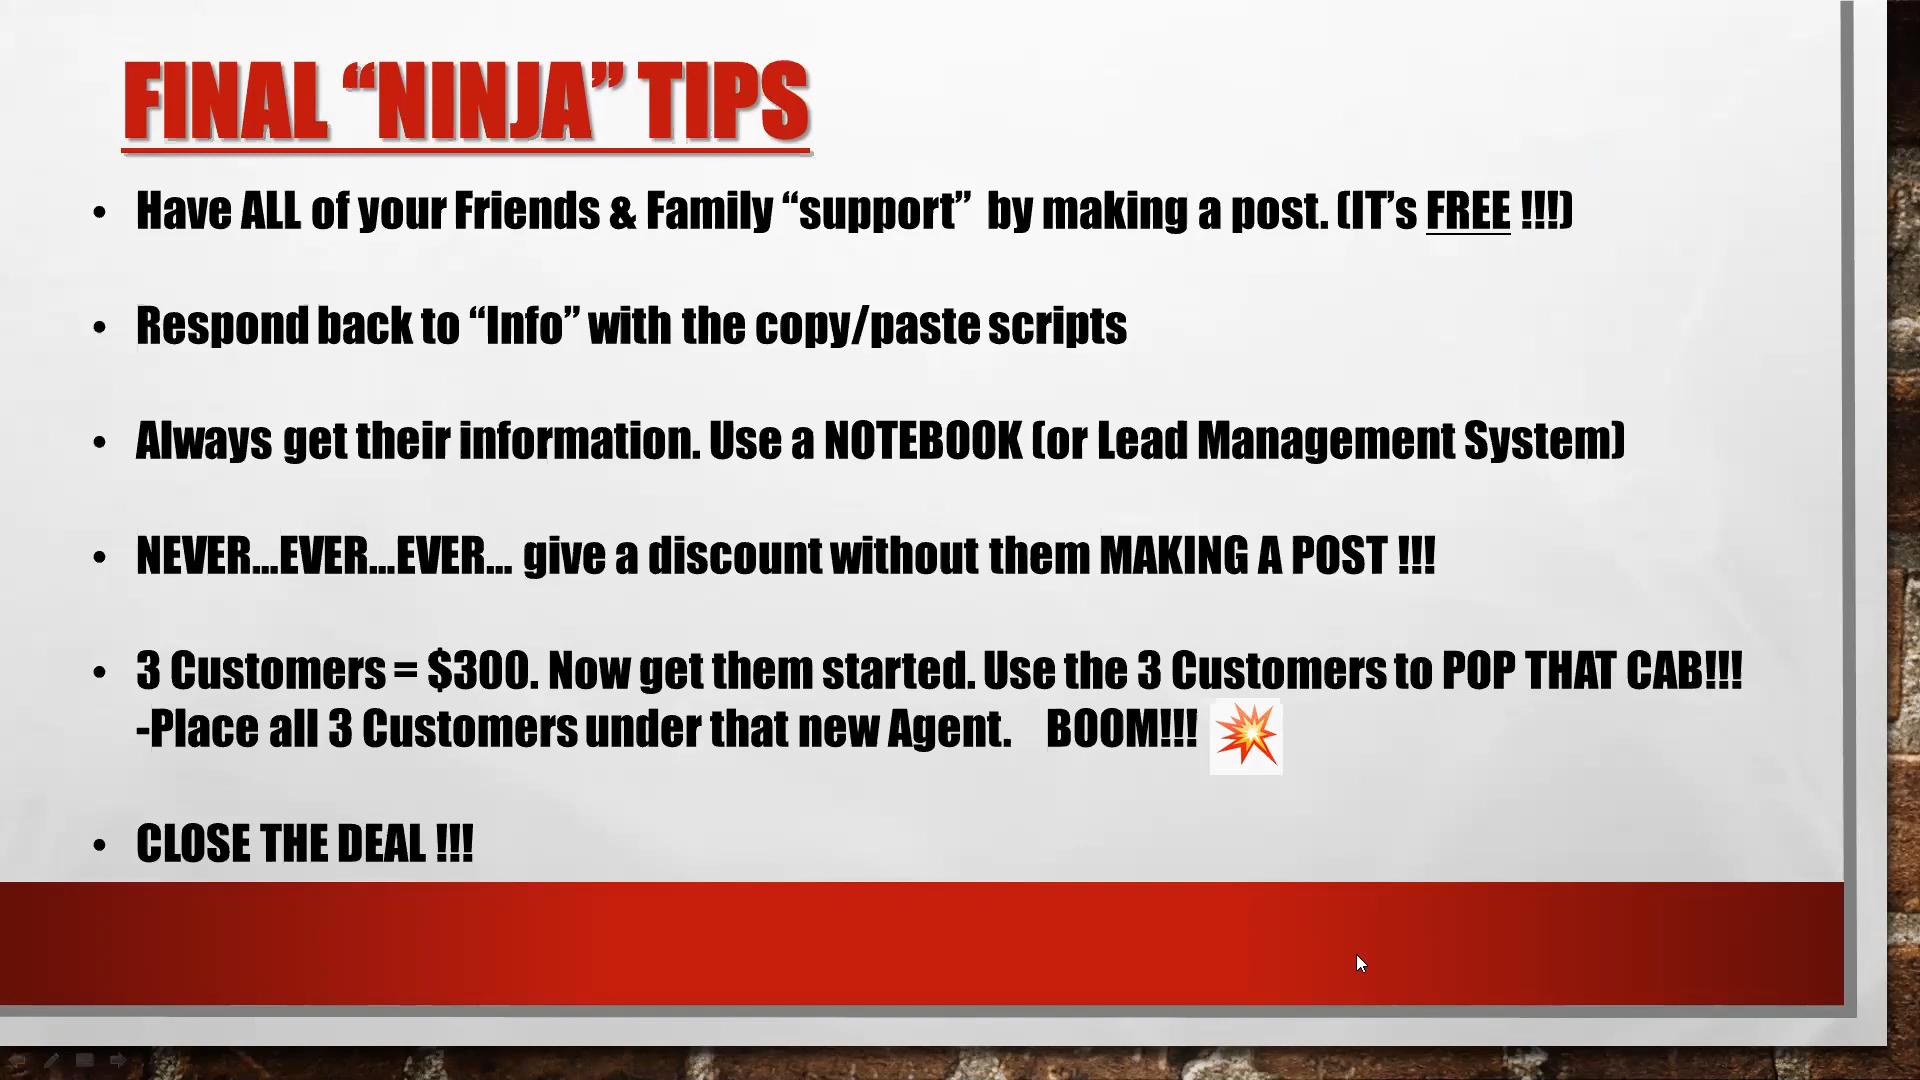 FINAL “NINJA” TIPS
• Have ALL of your Friends & Family “support”  by making a post. (IT’s FREE !!!)
• Respond back to “Info” with the copy/paste scripts
• Always get their information. Use a NOTEBOOK (or Lead Management System)
• NEVER...EVER...EVER... give a discount without them MAKING A POST !!!
• 3 Customers = $300. Now get them started. Use the 3 Customers to POP THAT CAB!!!
-Place all 3 Customers under that new Agent.   BOOM!!!
• CLOSE THE DEAL !!!